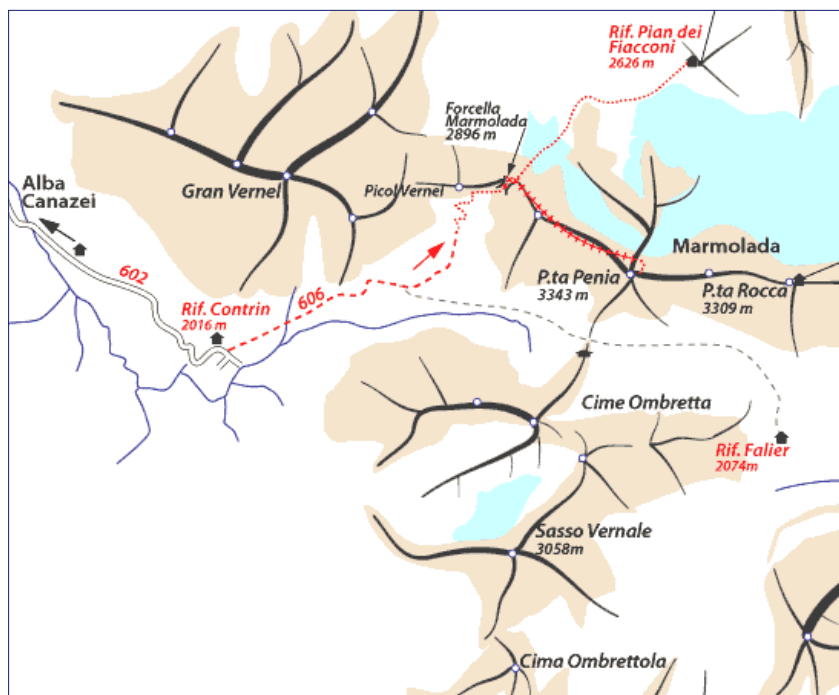 Rif. Pian dei
Fiacconi
2626 m
Forcella
Marmolada
2896 m
Alba
Canazei
Gran Vernel
Picol Vernel
Marmolada
602
606
P.ta Penia
3343 m
P.ta Rocca
3309 m
Rif. Contrin
2016 m
Cime Ombretta
Rif. Falier
2074m
Sasso Vernale
3058m
Cima Ombrettola